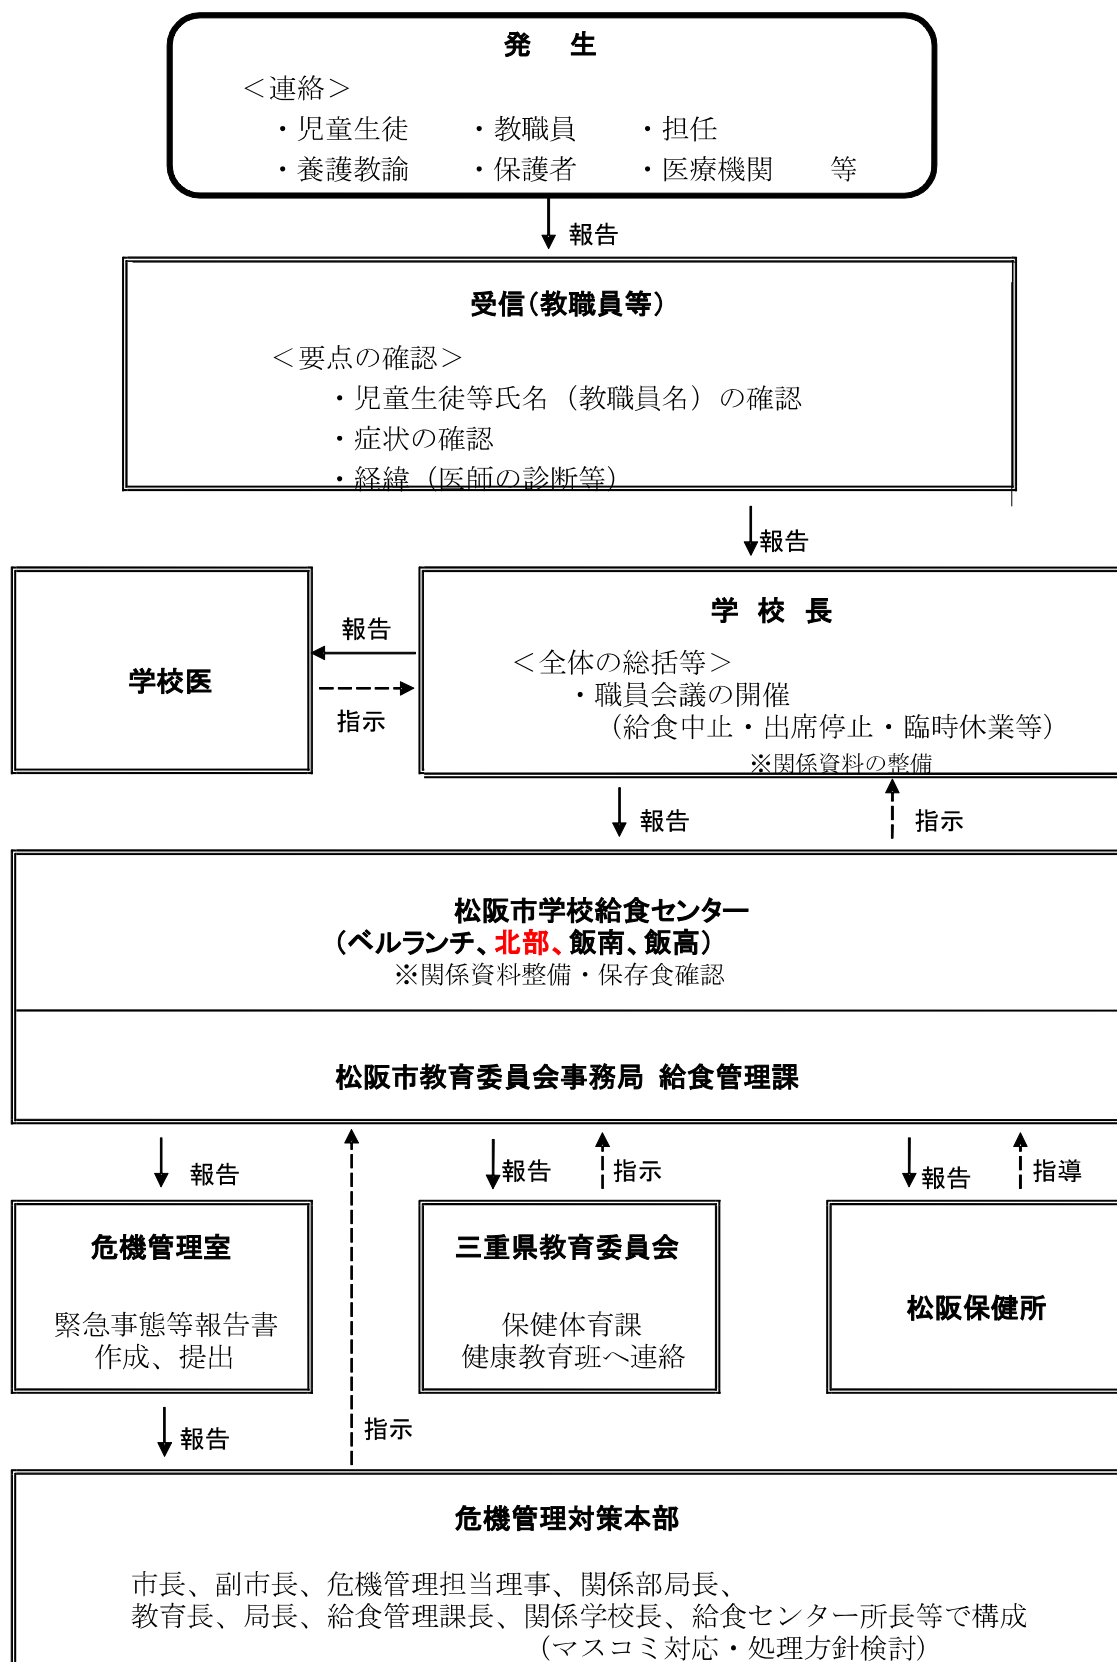 発　生
＜連絡＞
・児童生徒　・教職員　・担任
・養護教諭　・保護者　・医療機関　等
報告
受信（教職員等）
＜要点の確認＞
・児童生徒等氏名（教職員名）の確認
・症状の確認
・経緯（医師の診断等）
報告
学校医
報告
指示
学 校 長
＜全体の総括等＞
・職員会議の開催
（給食中止・出席停止・臨時休業等）
※関係資料の整備
報告
指示
松阪市学校給食センター
（ベルランチ、北部、飯南、飯高）
※関係資料整備・保存食確認
松阪市教育委員会事務局 給食管理課
報告
報告
指示
報告
指導
危機管理室
緊急事態等報告書
作成、提出
三重県教育委員会
保健体育課
健康教育班へ連絡
松阪保健所
報告
指示
危機管理対策本部
市長、副市長、危機管理担当理事、関係部局長、
教育長、局長、給食管理課長、関係学校長、給食センター所長等で構成
（マスコミ対応・処理方針検討）